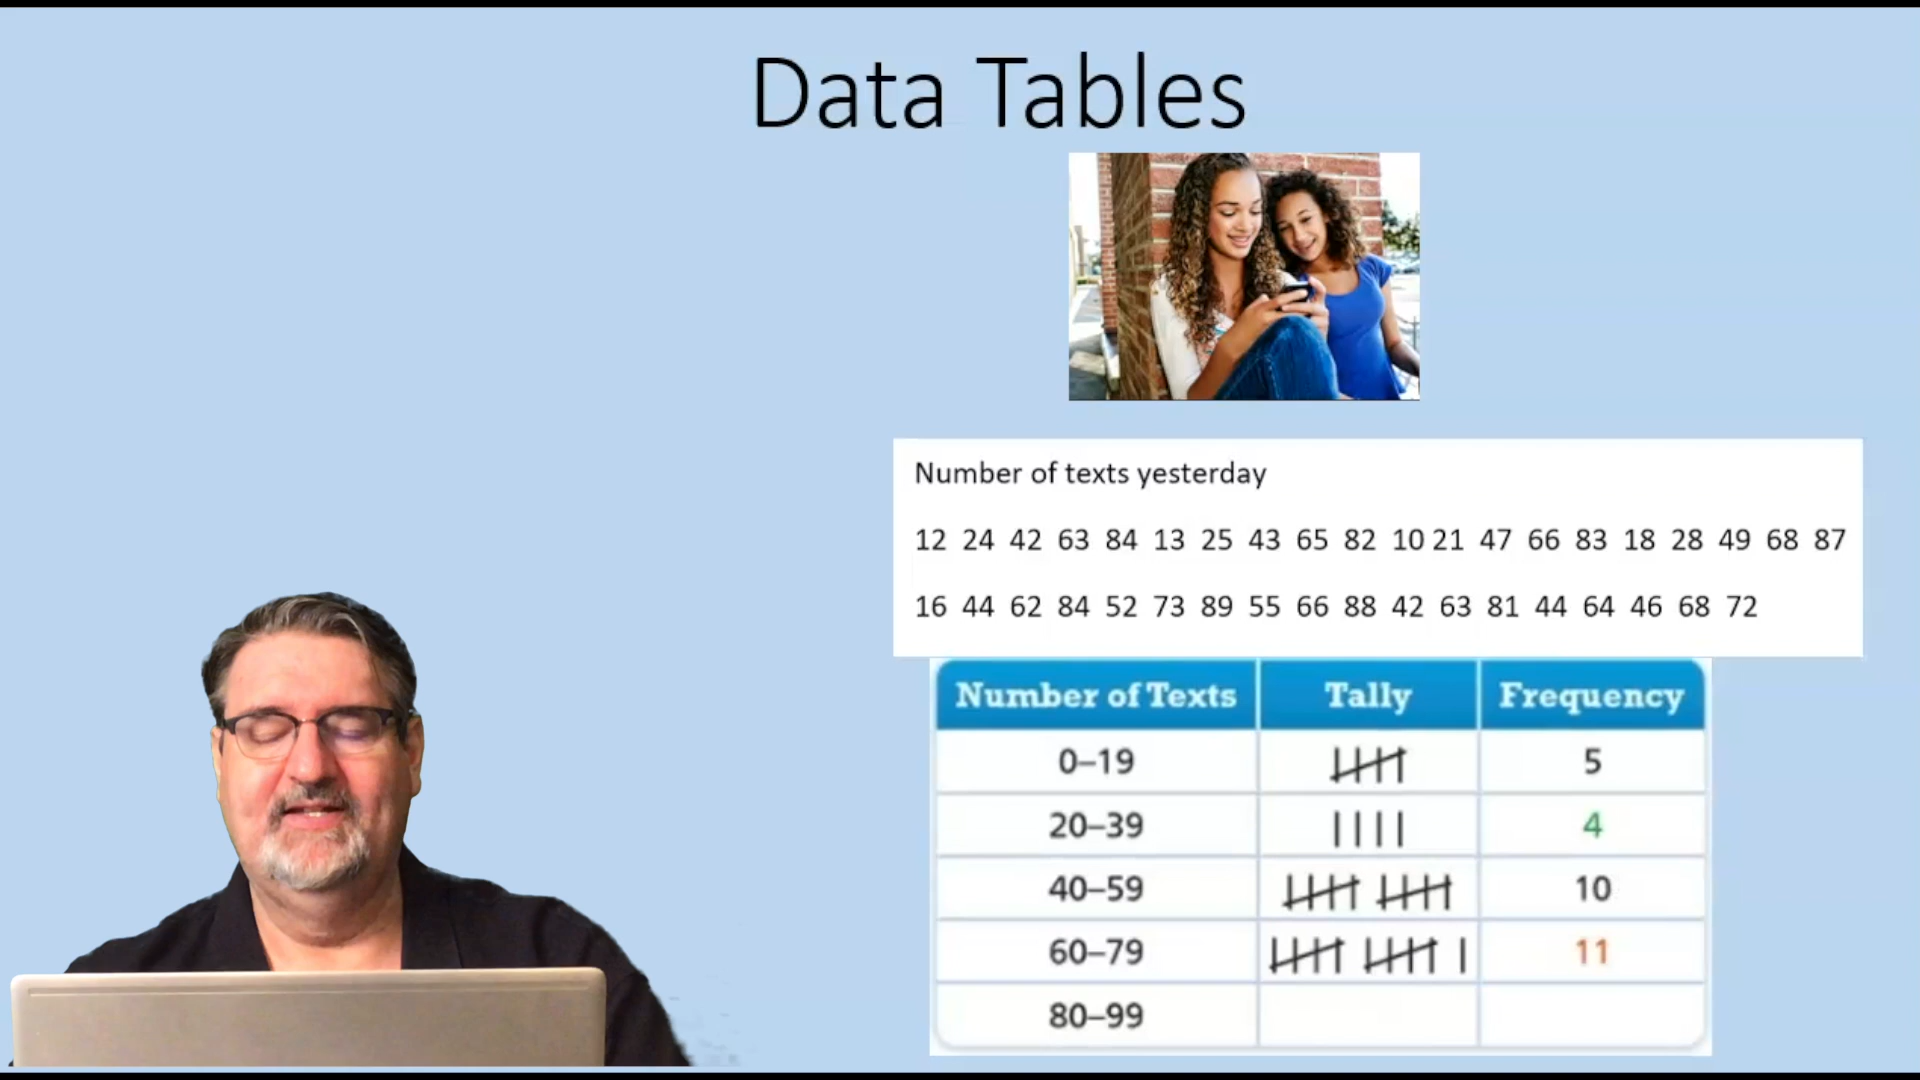 Data Tables
Number of texts yesterday
12 24 42 63 84 13 25 43 65 82 10 21 47 66 83 18 28 49 68 87
16 44 62 84 52 73 89 55 66 88 42 63 81 44 64 46 68 72
Number of Texts Tally Frequency
0–19 5
20–39 4
40–59 10
60–79 11
80–99